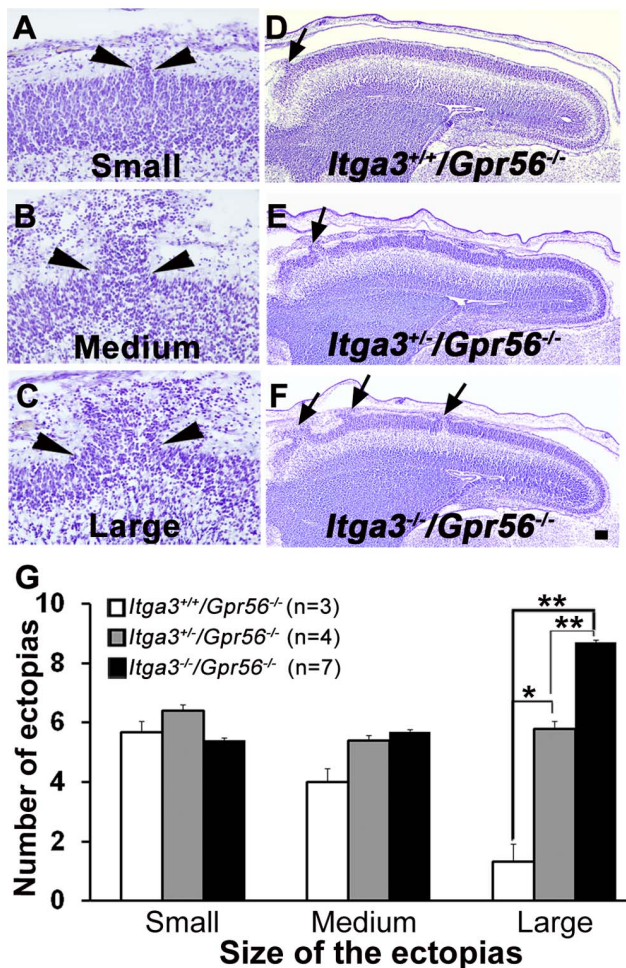 A
Small
B
Medium
C
Large
D
Itga3+/+/Gpr56-/-
E
Itga3+/-/Gpr56-/-
F
Itga3-/-/Gpr56-/-
G
Number of ectopias
10
8
6
4
2
0
Itga3+/+/Gpr56-/- (n=3)
Itga3+/-/Gpr56-/- (n=4)
Itga3-/-/Gpr56-/- (n=7)
**
**
*
Small Medium Large
Size of the ectopias